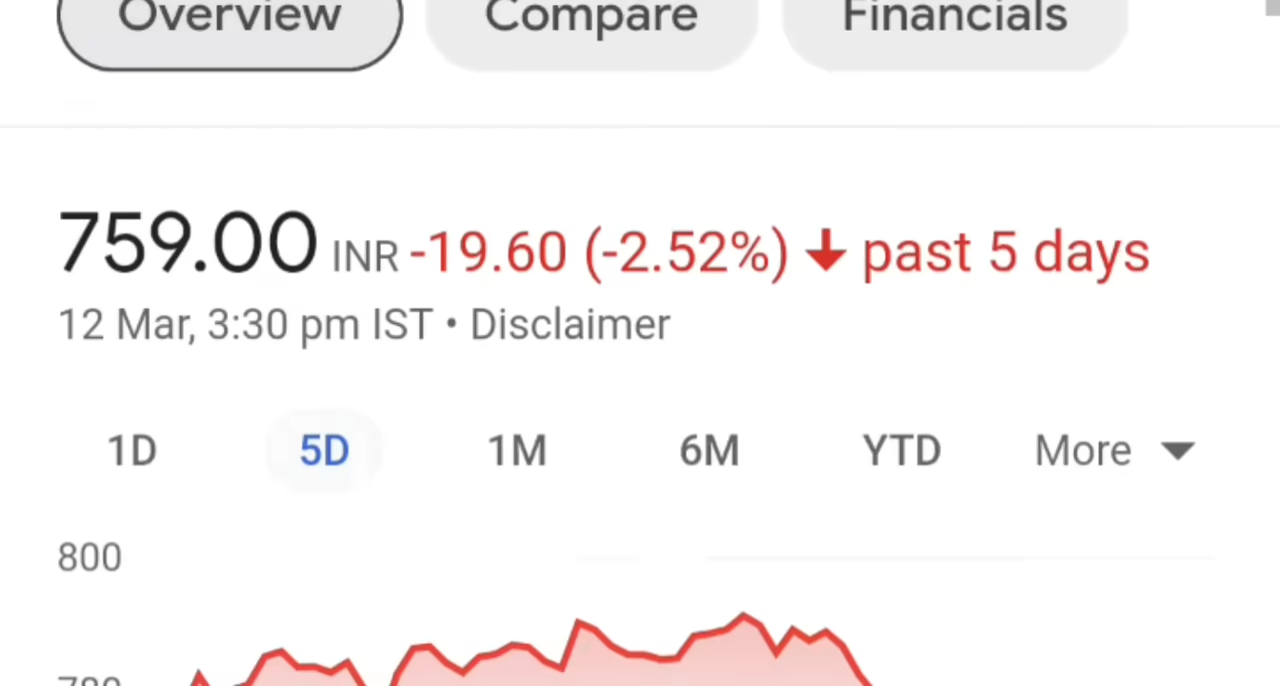 Overview Compare Financials
759.00 INR -19.60 (-2.52%) ↓ past 5 days
12 Mar, 3:30 pm IST • Disclaimer
1D 5D 1M 6M YTD More
800
780